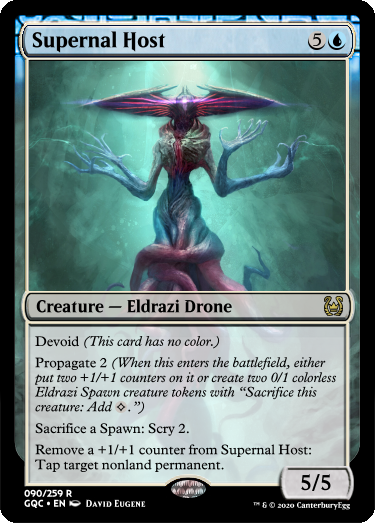 Supernal Host 5
Creature — Eldrazi Drone
Devoid (This card has no color.)
Propagate 2 (When this enters the battlefield, either
put two +1/+1 counters on it or create two 0/1 colorless
Eldrazi Spawn creature tokens with “Sacrifice this
creature: Add .”)
Sacrifice a Spawn: Scry 2.
Remove a +1/+1 counter from Supernal Host:
Tap target nonland permanent.
5/5
090/259 R
GQC • EN DAVID EUGENE
™ & © 2020 CanterburyEgg